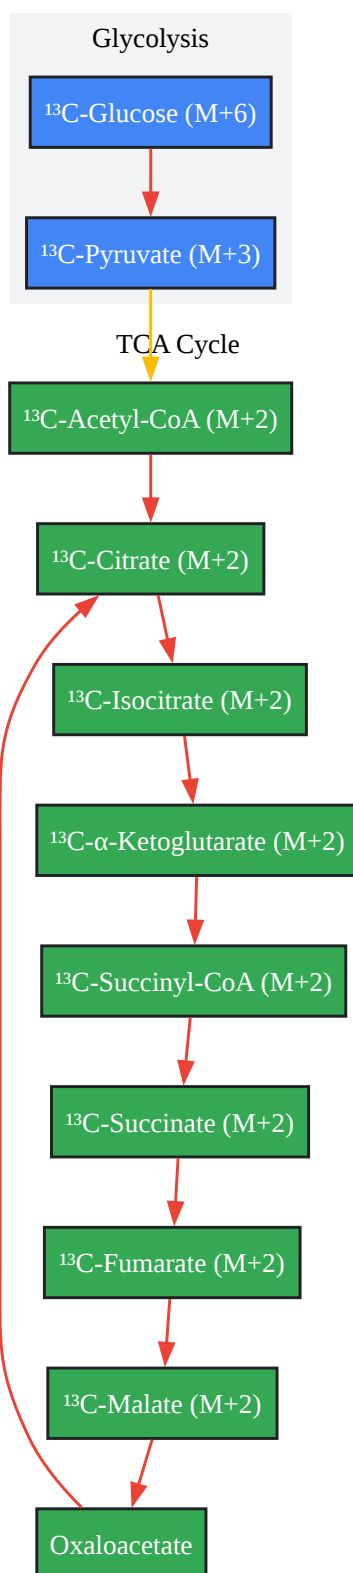 Glycolysis
¹³C-Glucose (M+6)
¹³C-Pyruvate (M+3)
TCA Cycle
¹³C-Acetyl-CoA (M+2)
¹³C-Citrate (M+2)
¹³C-Isocitrate (M+2)
¹³C-α-Ketoglutarate (M+2)
¹³C-Succinyl-CoA (M+2)
¹³C-Succinate (M+2)
¹³C-Fumarate (M+2)
¹³C-Malate (M+2)
Oxaloacetate